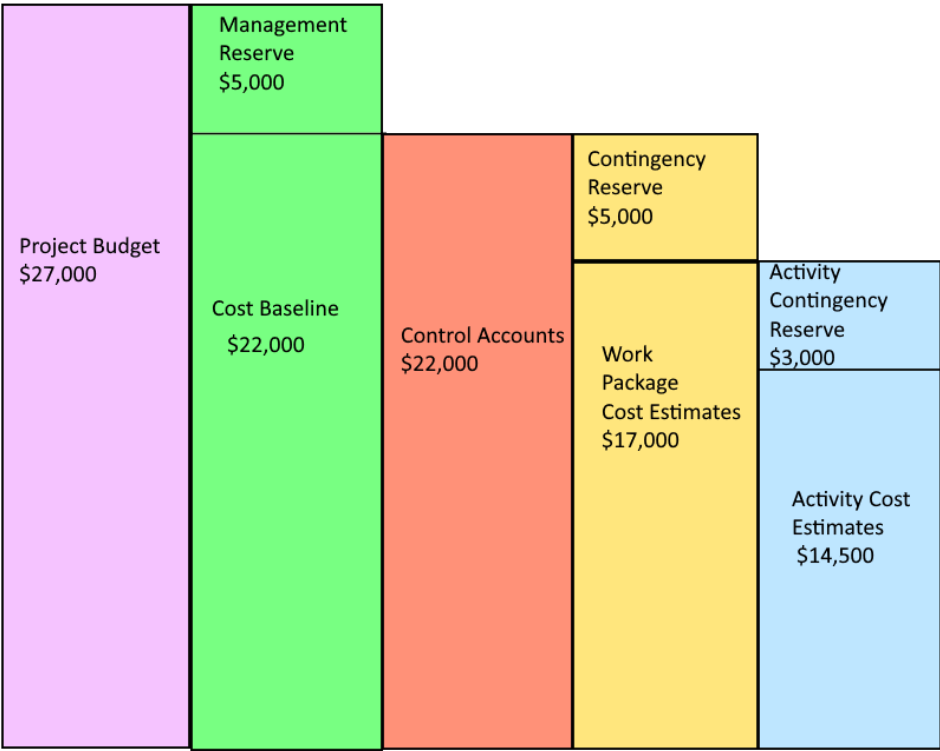 Project Budget
$27,000
Management
Reserve
$5,000
Cost Baseline
$22,000
Control Accounts
$22,000
Contingency
Reserve
$5,000
Work
Package
Cost Estimates
$17,000
Activity
Contingency
Reserve
$3,000
Activity Cost
Estimates
$14,500